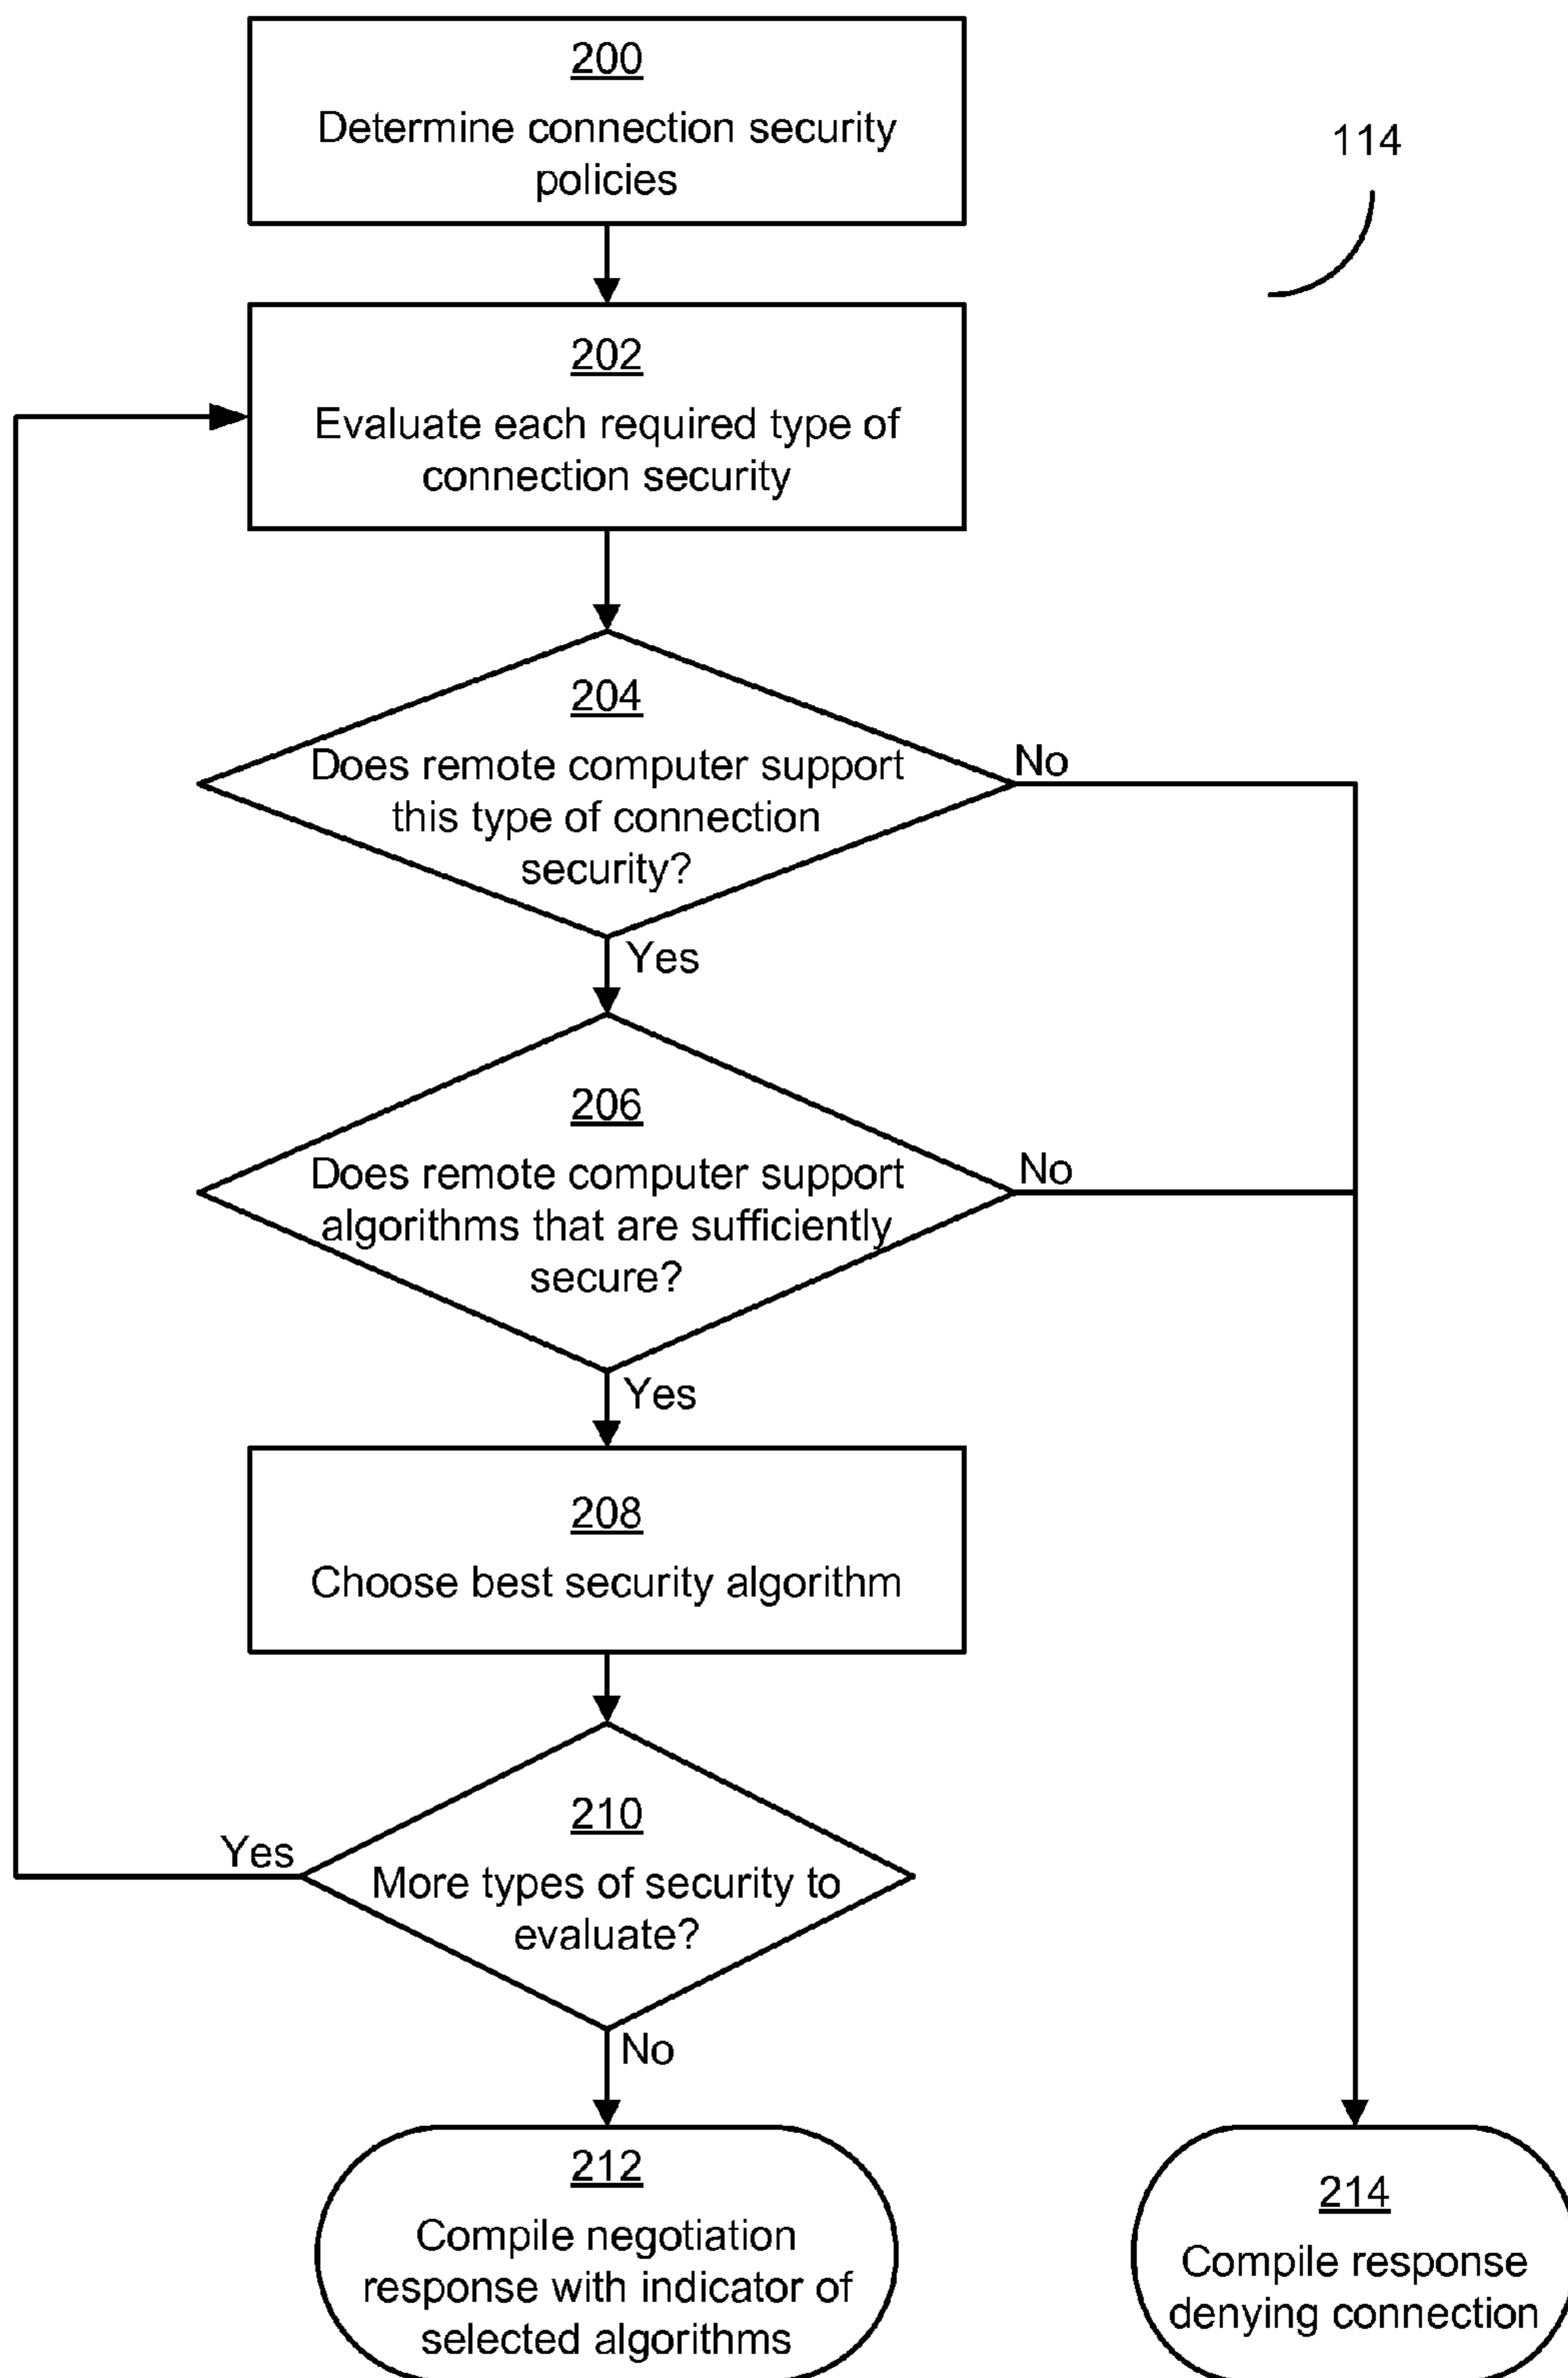 200
Determine connection security
policies
114
202
Evaluate each required type of
connection security
204
Does remote computer support
this type of connection
security?
No
Yes
206
Does remote computer support
algorithms that are sufficiently
secure?
No
Yes
208
Choose best security algorithm
210
More types of security to
evaluate?
Yes
No
212
Compile negotiation
response with indicator of
selected algorithms
214
Compile response
denying connection